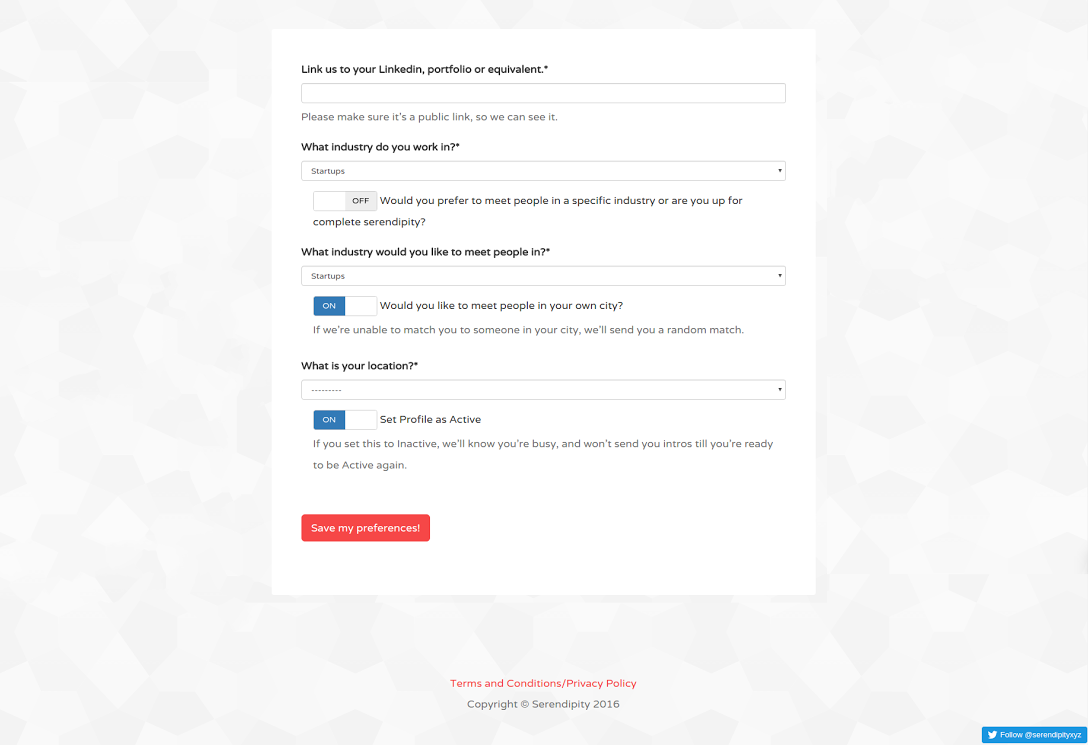 Link us to your Linkedin, portfolio or equivalent.*
Please make sure it's a public link, so we can see it.
What industry do you work in?*
Startups
OFF Would you prefer to meet people in a specific industry or are you up for
complete serendipity?
What industry would you like to meet people in?*
Startups
ON Would you like to meet people in your own city?
If we're unable to match you to someone in your city, we'll send you a random match.
What is your location?*
---------
ON Set Profile as Active
If you set this to Inactive, we'll know you're busy, and won't send you intros till you're ready
to be Active again.
Save my preferences!
Terms and Conditions/Privacy Policy
Copyright © Serendipity 2016
Follow @serendipityxyz